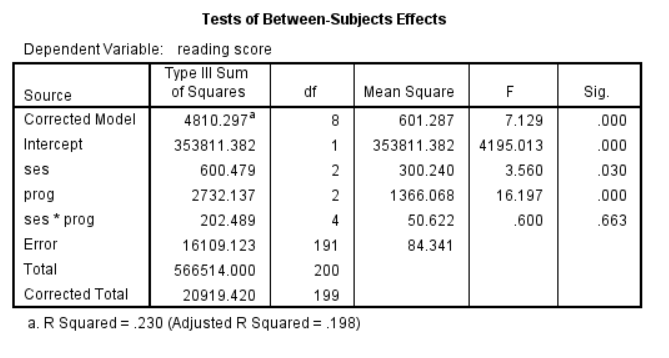 Tests of Between-Subjects Effects
Dependent Variable: reading score
Source Type III Sum of Squares df Mean Square F Sig.
Corrected Model 4810.297a 8 601.287 7.129 .000
Intercept 353811.382 1 353811.382 4195.013 .000
ses 600.479 2 300.240 3.560 .030
prog 2732.137 2 1366.068 16.197 .000
ses * prog 202.489 4 50.622 .600 .663
Error 16109.123 191 84.341
Total 566514.000 200
Corrected Total 20919.420 199
a. R Squared = .230 (Adjusted R Squared = .198)